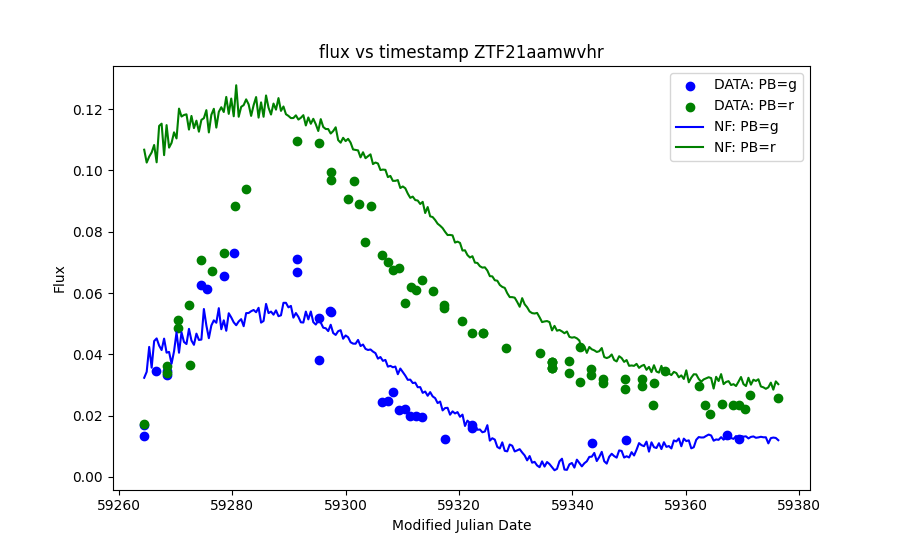 flux vs timestamp ZTF21aamwvhr
DATA: PB=g
DATA: PB=r
NF: PB=g
NF: PB=r
0.12
0.10
0.08
0.06
0.04
0.02
0.00
Flux
59260
59280
59300
59320
59340
59360
59380
Modified Julian Date